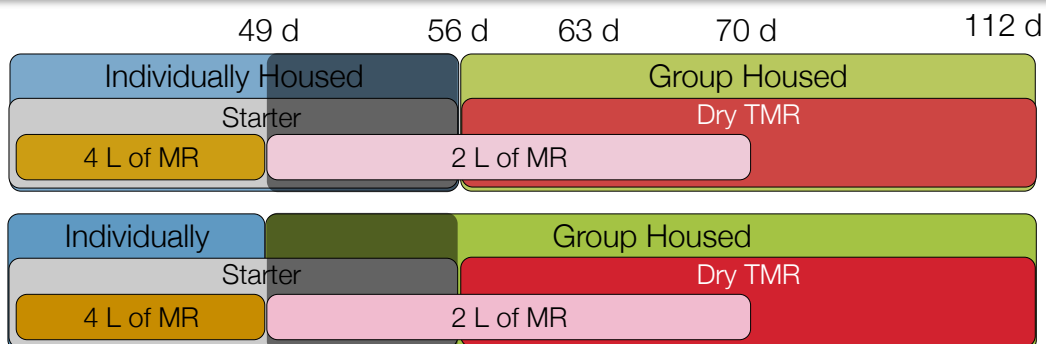 49 d 56 d 63 d 70 d 112 d
Individually Housed Group Housed
Starter Dry TMR
4 L of MR 2 L of MR
Individually Group Housed
Starter Dry TMR
4 L of MR 2 L of MR